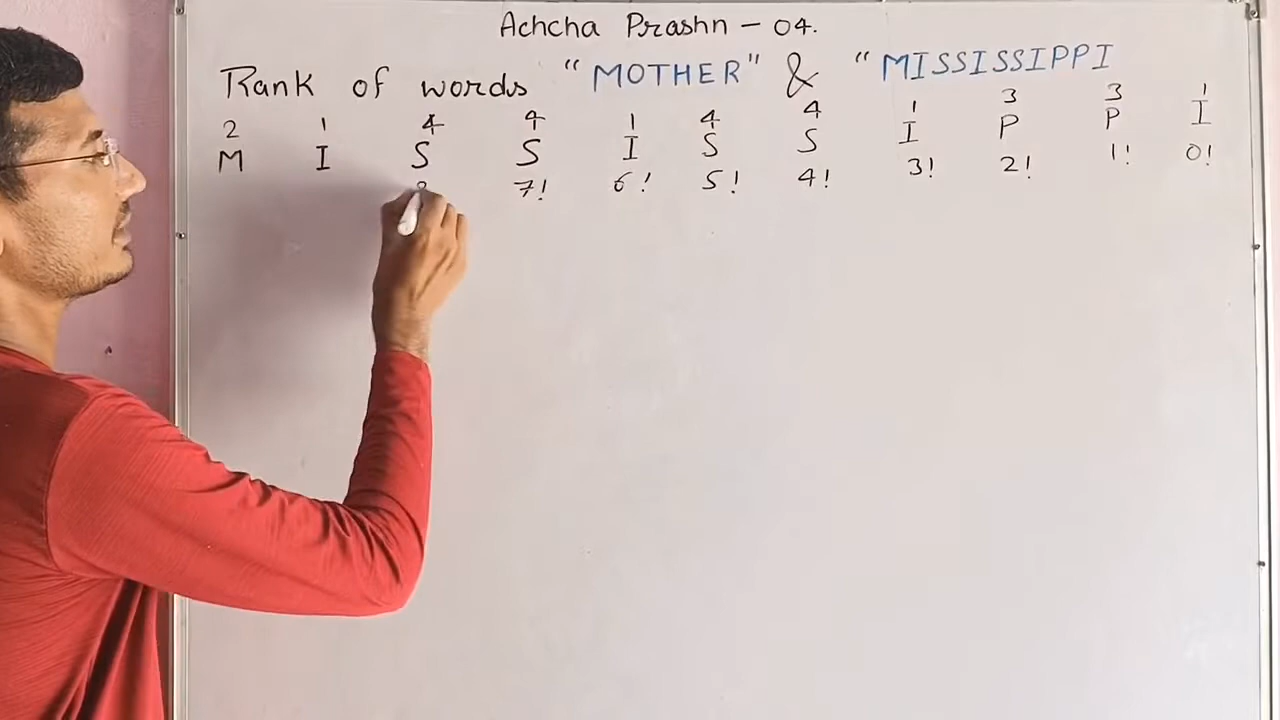 Achcha Prashn - 04.
Rank of words "MOTHER" & "MISSISSIPPI
2 1 4 4 1 4 4 1 3 3 1
M I S S I S S I P P I
7! 6! 5! 4! 3! 2! 1! 0!